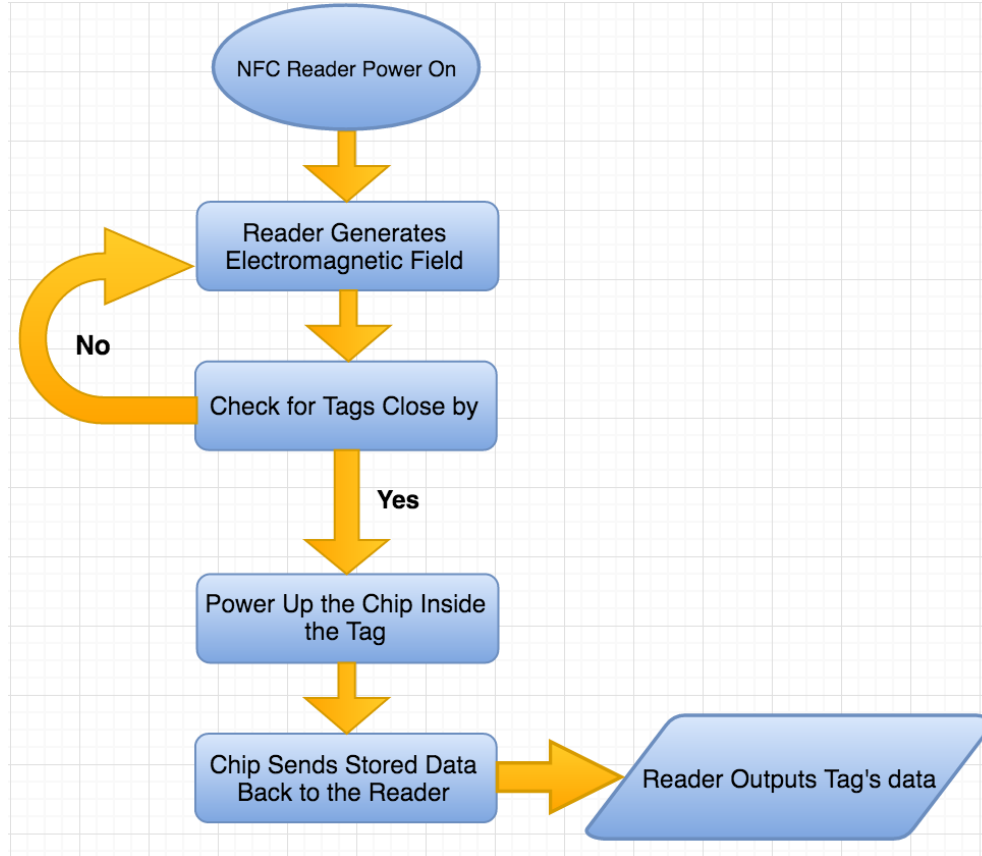 NFC Reader Power On
Reader Generates
Electromagnetic Field
No
Check for Tags Close by
Yes
Power Up the Chip Inside
the Tag
Chip Sends Stored Data
Back to the Reader
Reader Outputs Tag's data